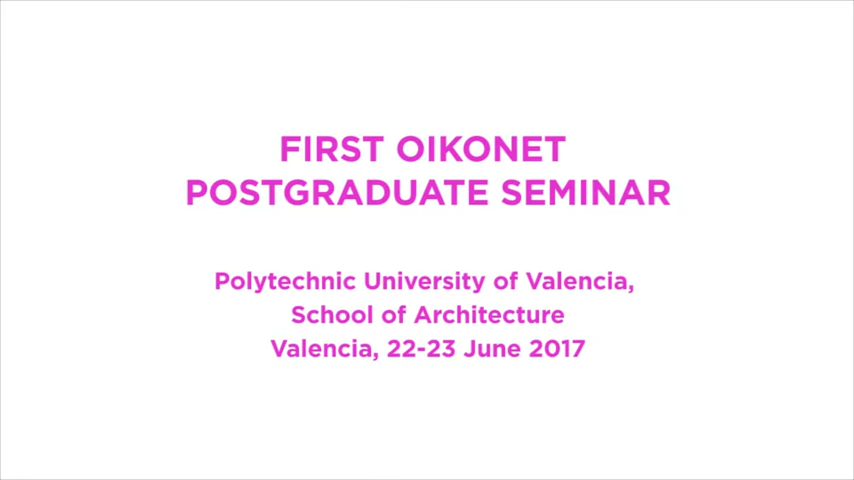 FIRST OIKONET
POSTGRADUATE SEMINAR
Polytechnic University of Valencia,
School of Architecture
Valencia, 22-23 June 2017